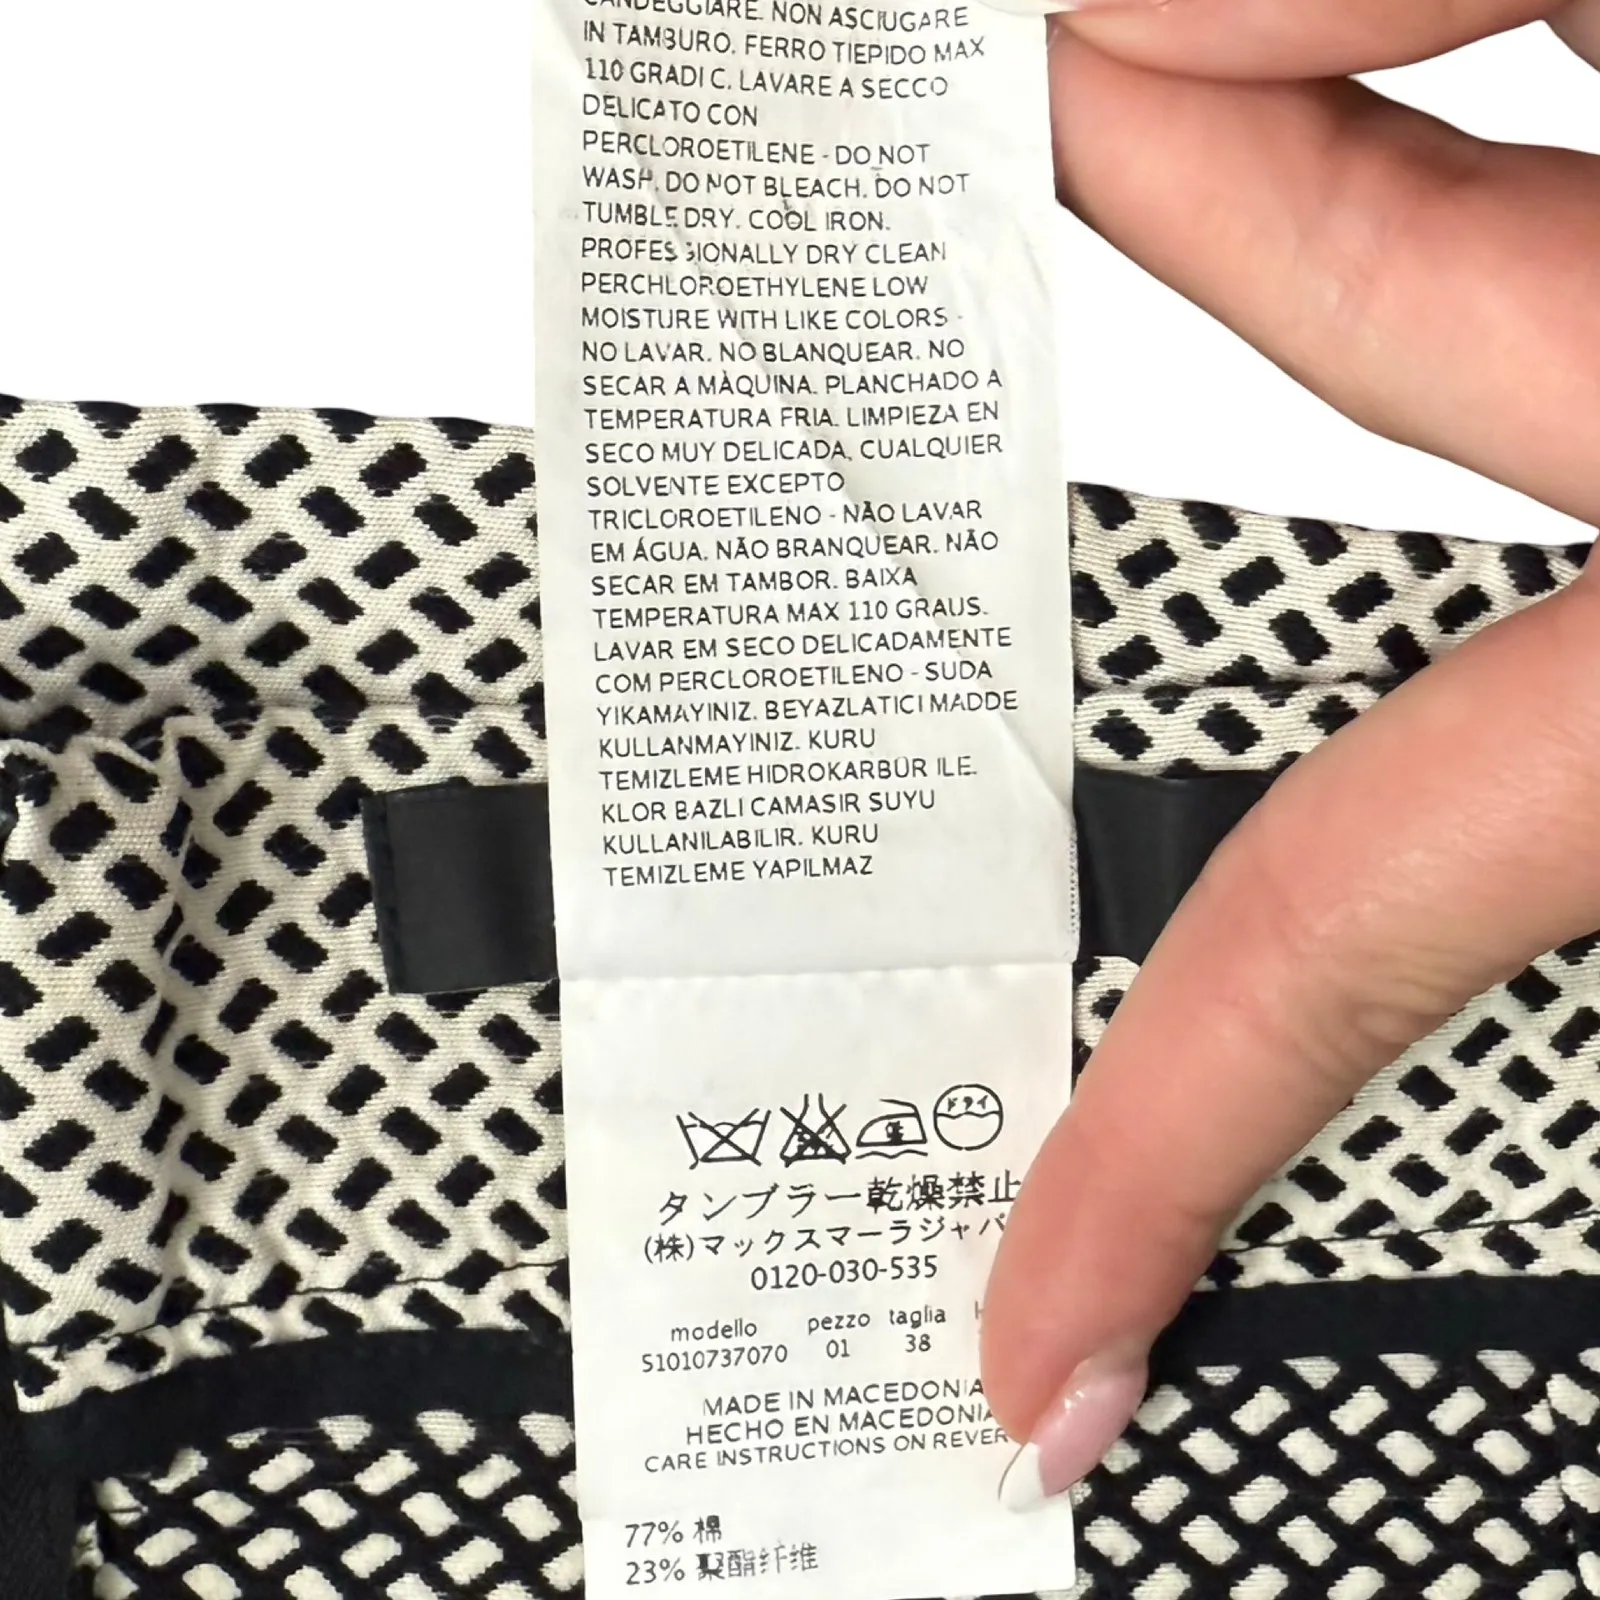 CANDEGGIARE. NON ASCIUGARE
IN TAMBURO. FERRO TIEPIDO MAX
110 GRADI C. LAVARE A SECCO
DELICATO CON
PERCLOROETILENE - DO NOT
WASH. DO NOT BLEACH. DO NOT
TUMBLE DRY. COOL IRON.
PROFESSIONALLY DRY CLEAN
PERCHLOROETHYLENE LOW
MOISTURE WITH LIKE COLORS -
NO LAVAR. NO BLANQUEAR. NO
SECAR A MÀQUINA. PLANCHADO A
TEMPERATURA FRIA. LIMPIEZA EN
SECO MUY DELICADA, CUALQUIER
SOLVENTE EXCEPTO
TRICLOROETILENO - NÃO LAVAR
EM ÁGUA. NÃO BRANQUEAR. NÃO
SECAR EM TAMBOR. BAIXA
TEMPERATURA MAX 110 GRAUS.
LAVAR EM SECO DELICADAMENTE
COM PERCLOROETILENO - SUDA
YIKAMAYINIZ. BEYAZLATICI MADDE
KULLANMAYINIZ. KURU
TEMIZLEME HIDROKARBÜR ILE.
KLOR BAZLI CAMASIR SUYU
KULLANILABILIR. KURU
TEMIZLEME YAPILMAZ
ドライ
タンブラー乾燥禁止
(株)マックスマーラジャパ
0120-030-535
modello pezzo taglia
51010737070 01 38
MADE IN MACEDONIA
HECHO EN MACEDONIA
CARE INSTRUCTIONS ON REVER
77% 棉
23% 聚酯纤维